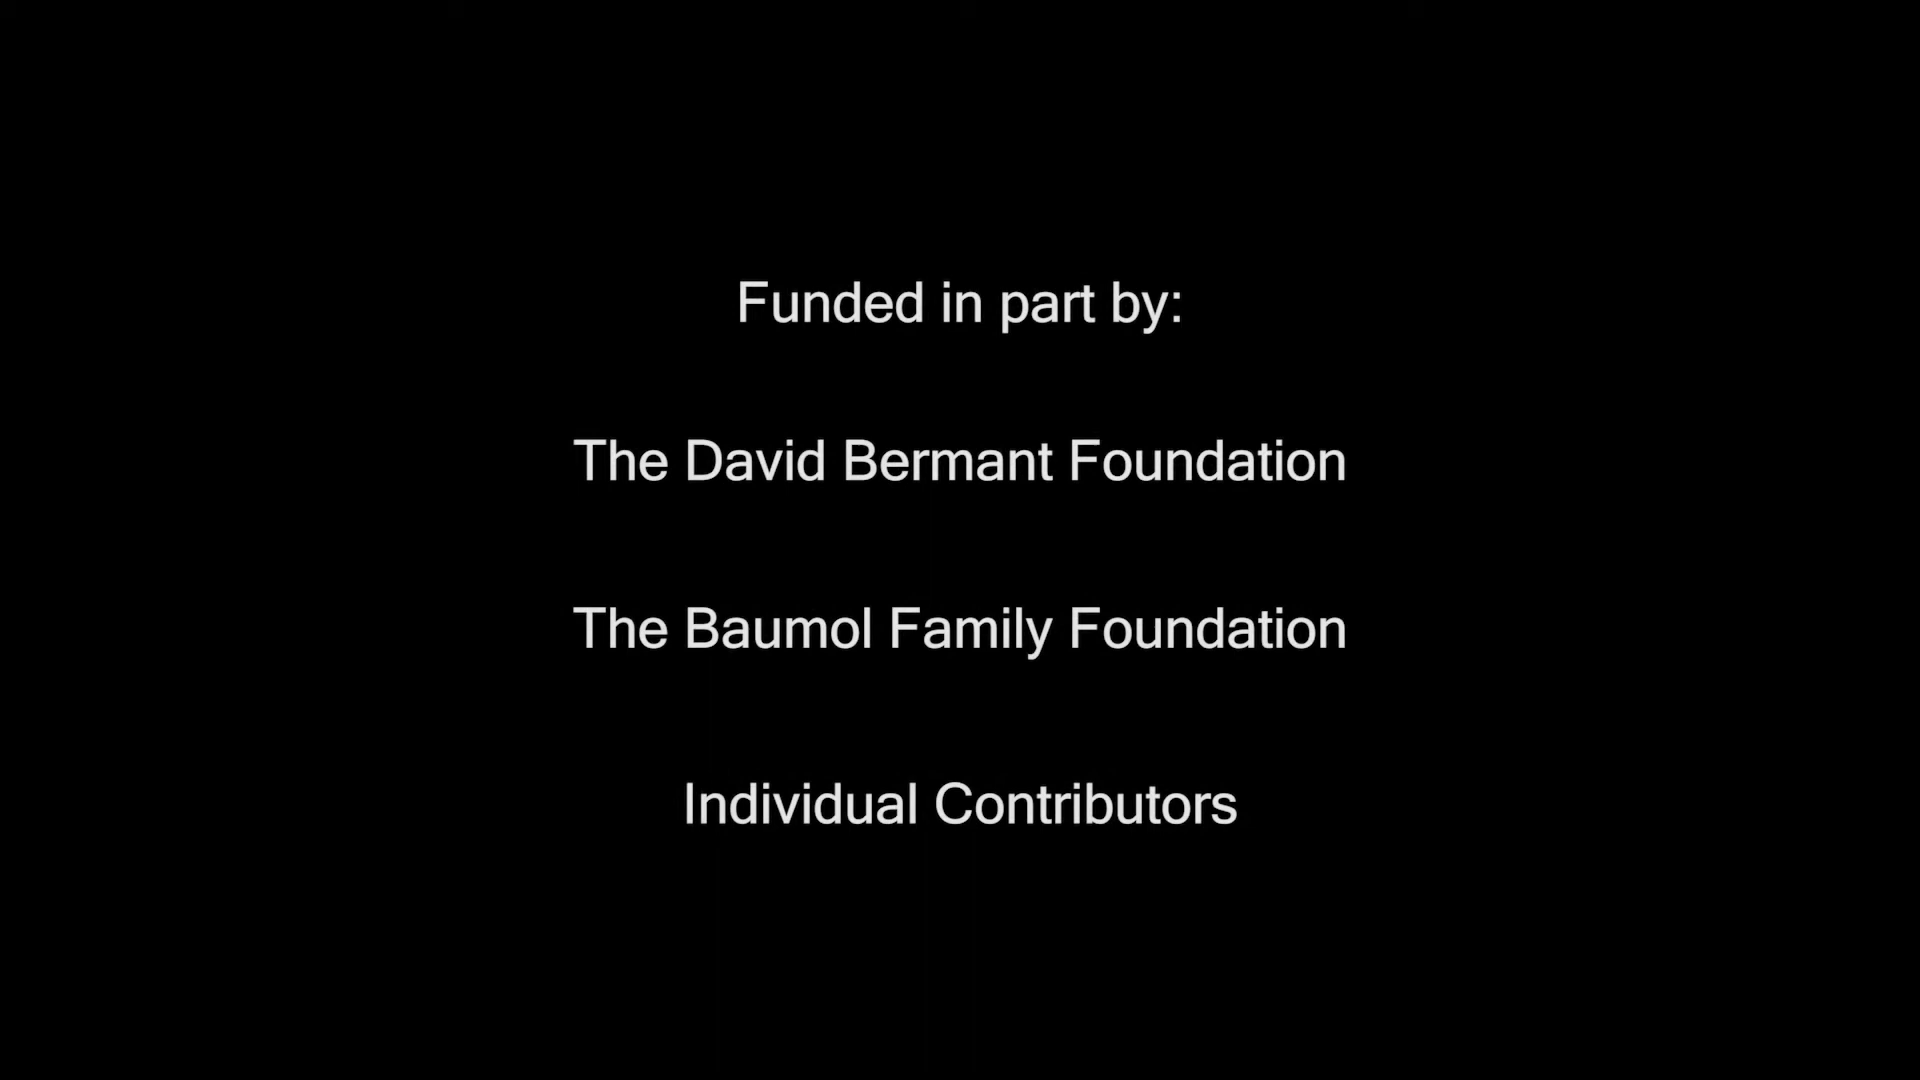 Funded in part by:
The David Bermant Foundation
The Baumol Family Foundation
Individual Contributors